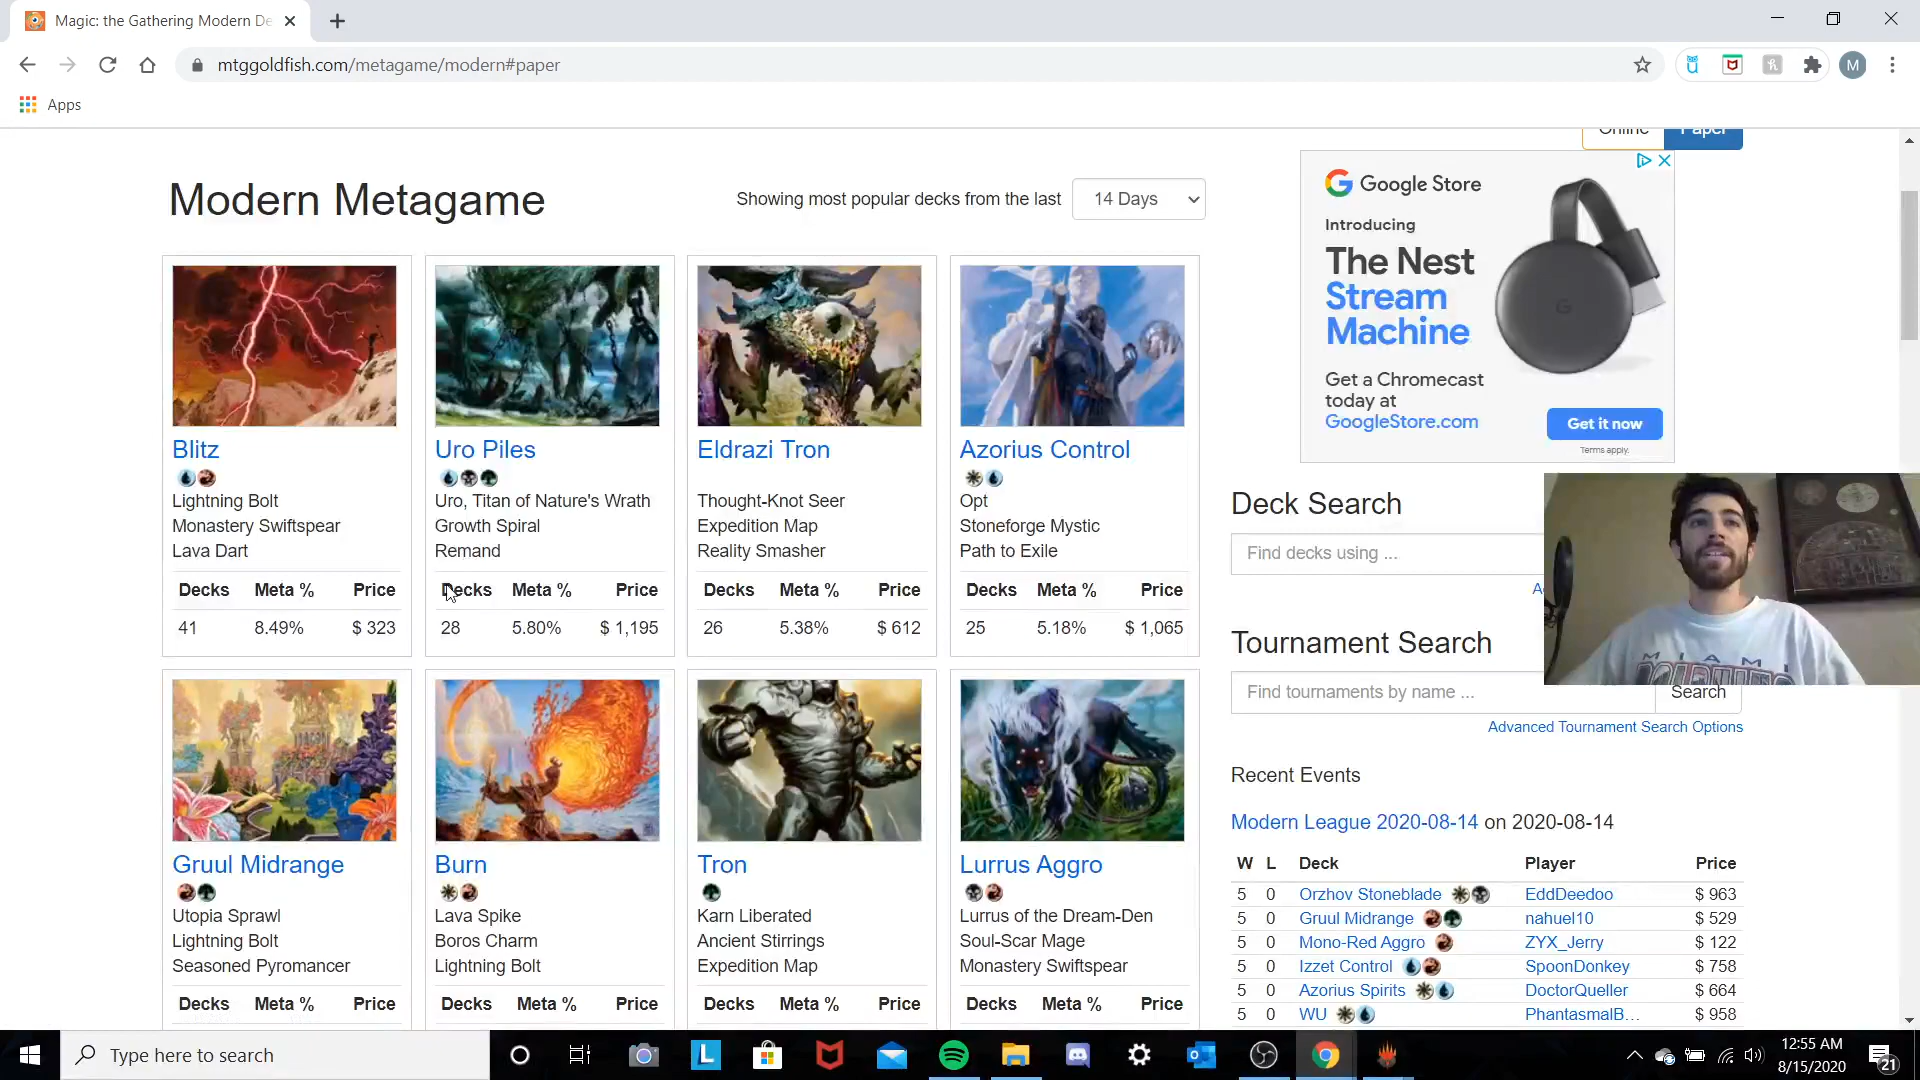 Magic: the Gathering Modern De
mtggoldfish.com/metagame/modern#paper
M
Apps
Online
Paper
Modern Metagame
Showing most popular decks from the last
14 Days
Google Store
Introducing
The Nest
Stream
Machine
Get a Chromecast
today at
GoogleStore.com
Get it now
Terms apply.
Blitz
Lightning Bolt
Monastery Swiftspear
Lava Dart
Decks Meta % Price
41 8.49% $ 323
Uro Piles
Uro, Titan of Nature's Wrath
Growth Spiral
Remand
Decks Meta % Price
28 5.80% $ 1,195
Eldrazi Tron
Thought-Knot Seer
Expedition Map
Reality Smasher
Decks Meta % Price
26 5.38% $ 612
Azorius Control
Opt
Stoneforge Mystic
Path to Exile
Decks Meta % Price
25 5.18% $ 1,065
Gruul Midrange
Utopia Sprawl
Lightning Bolt
Seasoned Pyromancer
Decks Meta % Price
Burn
Lava Spike
Boros Charm
Lightning Bolt
Decks Meta % Price
Tron
Karn Liberated
Ancient Stirrings
Expedition Map
Decks Meta % Price
Lurrus Aggro
Lurrus of the Dream-Den
Soul-Scar Mage
Monastery Swiftspear
Decks Meta % Price
Deck Search
Find decks using ...
Tournament Search
Find tournaments by name ...
Search
Advanced Tournament Search Options
MIAMI
Recent Events
Modern League 2020-08-14 on 2020-08-14
W L Deck Player Price
5 0 Orzhov Stoneblade EddDeedoo $ 963
5 0 Gruul Midrange nahuel10 $ 529
5 0 Mono-Red Aggro ZYX_Jerry $ 122
5 0 Izzet Control SpoonDonkey $ 758
5 0 Azorius Spirits DoctorQueller $ 664
5 0 WU PhantasmalB… $ 958
Type here to search
12:55 AM
8/15/2020
21